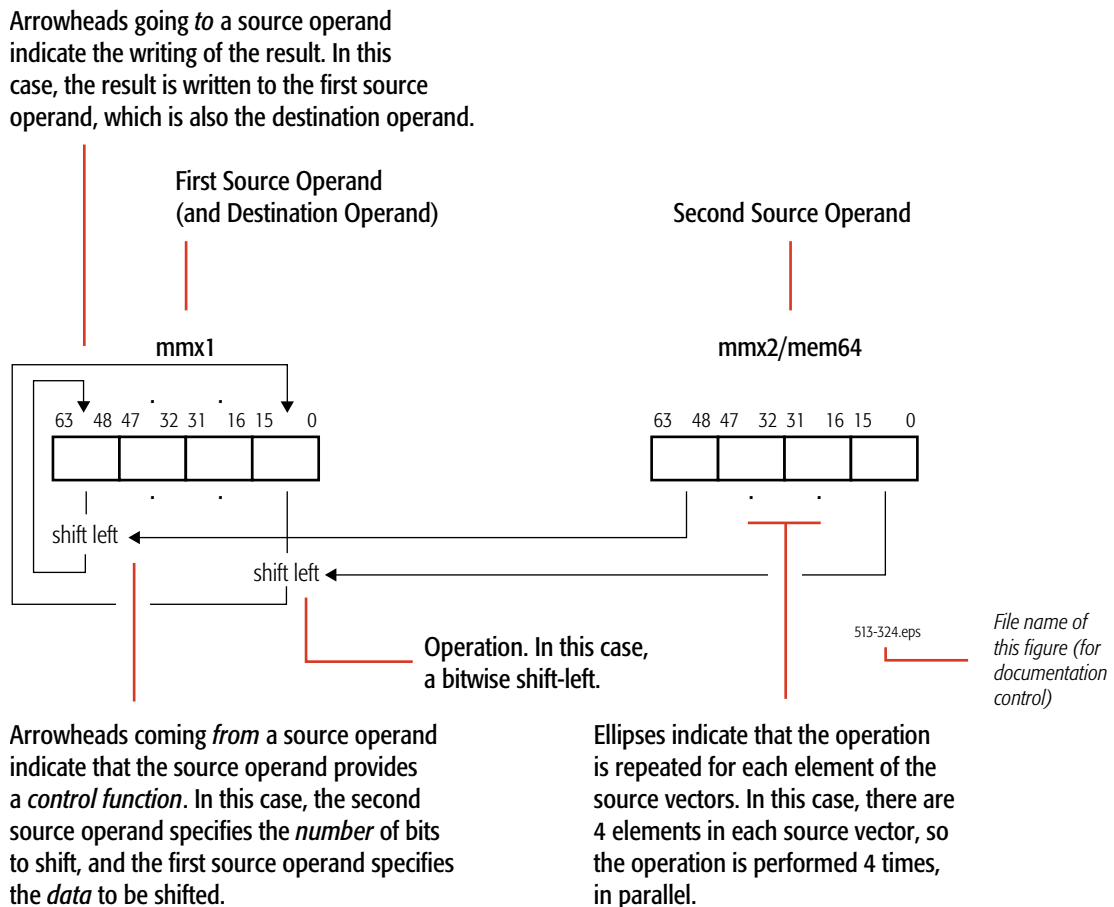 Arrowheads going to a source operand
indicate the writing of the result. In this
case, the result is written to the first source
operand, which is also the destination operand.
First Source Operand
(and Destination Operand)
Second Source Operand
mmx1
mmx2/mem64
63 48 47 32 31 16 15 0
63 48 47 32 31 16 15 0
shift left
shift left
Operation. In this case,
a bitwise shift-left.
513-324.eps
File name of
this figure (for
documentation
control)
Arrowheads coming from a source operand
indicate that the source operand provides
a control function. In this case, the second
source operand specifies the number of bits
to shift, and the first source operand specifies
the data to be shifted.
Ellipses indicate that the operation
is repeated for each element of the
source vectors. In this case, there are
4 elements in each source vector, so
the operation is performed 4 times,
in parallel.